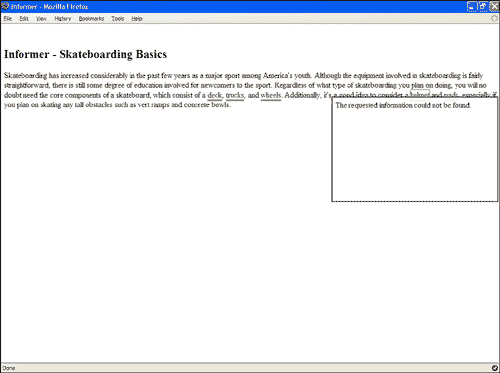 Informer - Mozilla Firefox
File Edit View History Bookmarks Tools Help
Informer - Skateboarding Basics
Skateboarding has increased considerably in the past few years as a major sport among America's youth. Although the equipment involved in skateboarding is fairly
straightforward, there is still some degree of education involved for newcomers to the sport. Regardless of what type of skateboarding you plan on doing, you will no
doubt need the core components of a skateboard, which consist of a deck, trucks, and wheels. Additionally, it's a good idea to consider a helmet and pads, especially if
you plan on skating any tall obstacles such as vert ramps and concrete bowls.
The requested information could not be found.
Done